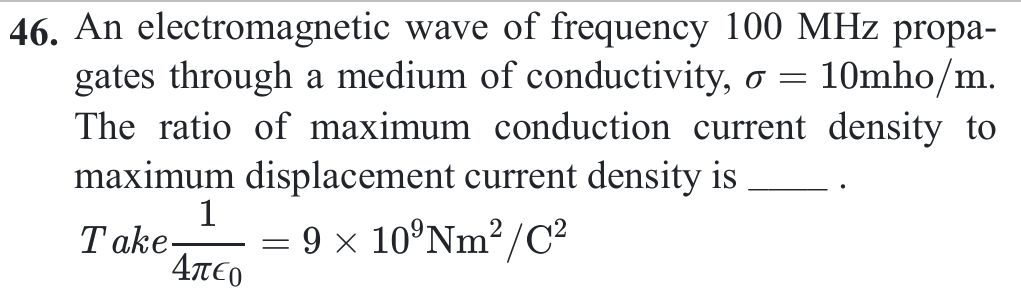 46. An electromagnetic wave of frequency 100 MHz propa-
gates through a medium of conductivity, σ = 10mho/m.
The ratio of maximum conduction current density to
maximum displacement current density is ____ .
Take 1/(4πϵ₀) = 9 × 10⁹Nm²/C²